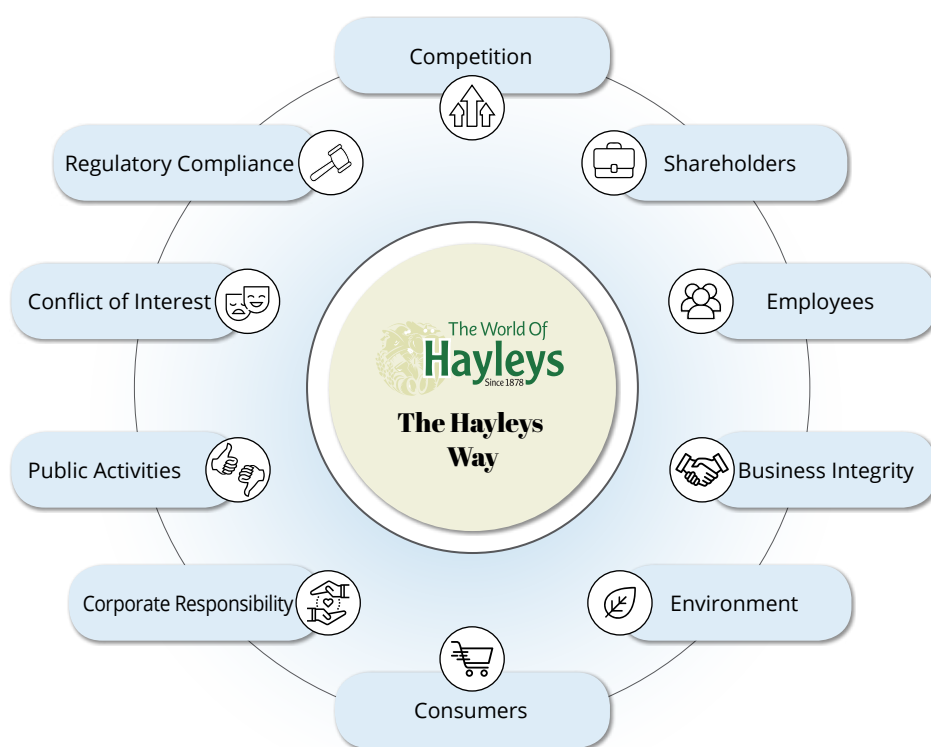 Competition
Regulatory Compliance
Shareholders
Conflict of Interest
Employees
The World Of
Hayleys
Since 1878
The Hayleys
Way
Public Activities
Business Integrity
Corporate Responsibility
Environment
Consumers